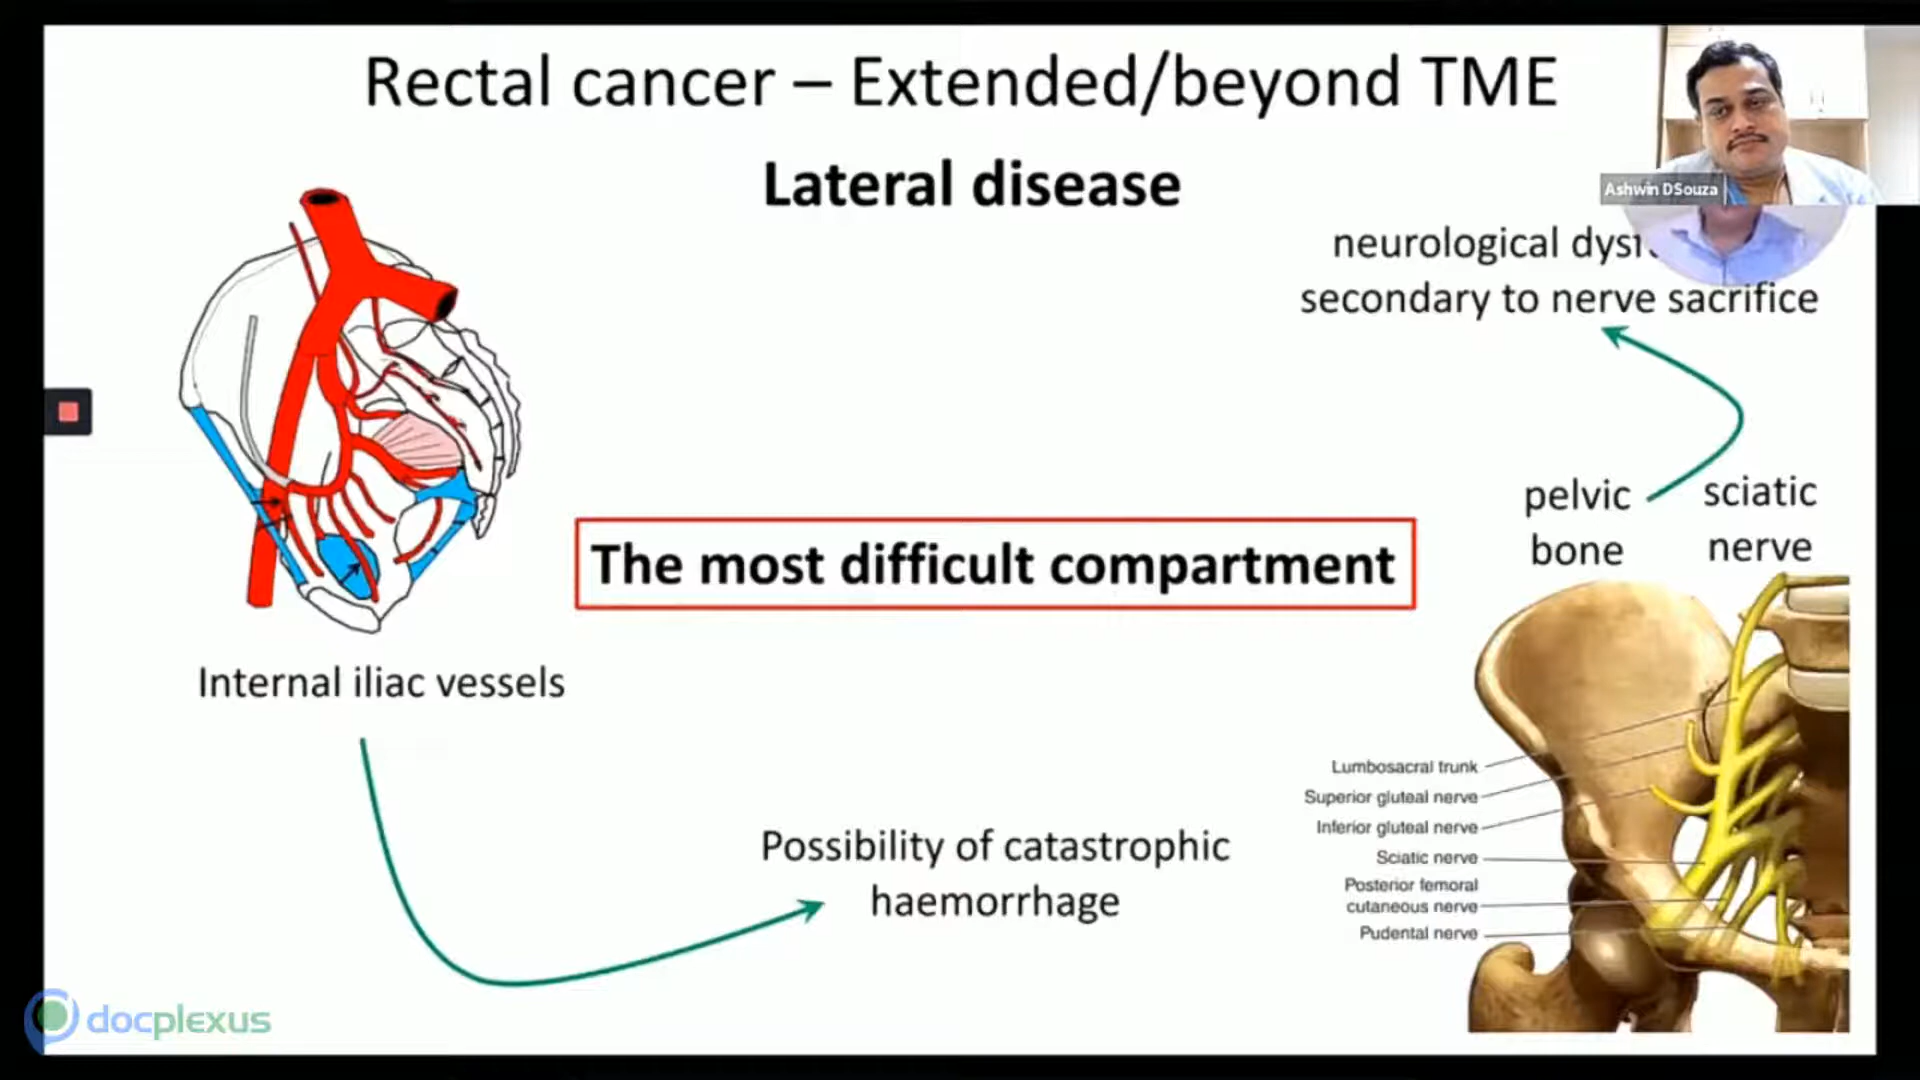 Rectal cancer – Extended/beyond TME
Lateral disease
Ashwin DSouza
neurological
secondary to nerve sacrifice
pelvic
bone
sciatic
nerve
The most difficult compartment
Internal iliac vessels
Possibility of catastrophic
haemorrhage
Lumbosacral trunk
Superior gluteal nerve
Inferior gluteal nerve
Sciatic nerve
Posterior femoral
cutaneous nerve
Pudental nerve
docplexus